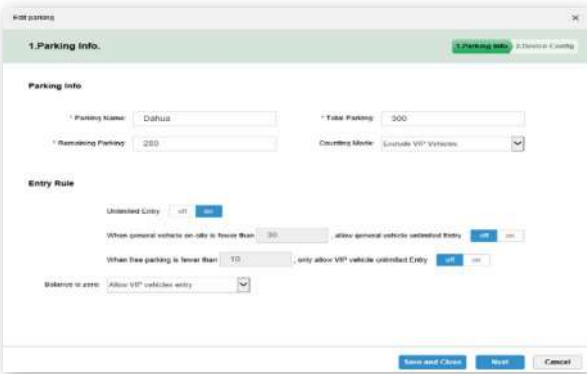 Edit parking
1.Parking Info.
1.Parking Info 2.Device Config
Parking Info
* Parking Name: Dahua * Total Parking: 300
* Remaining Parking: 280 Counting Mode: Exclude VIP Vehicles
Entry Rule
Unlimited Entry off on
When general vehicle on-site is fewer than 30 , allow general vehicle unlimited Entry off on
When free parking is fewer than 10 , only allow VIP vehicle unlimited Entry off on
Balance is zero: Allow VIP vehicles entry
Save and Close Next Cancel